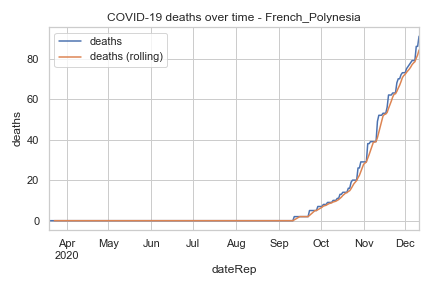 COVID-19 deaths over time - French_Polynesia
deaths
deaths (rolling)
80
60
40
20
0
deaths
Apr May Jun Jul Aug Sep Oct Nov Dec
2020
dateRep